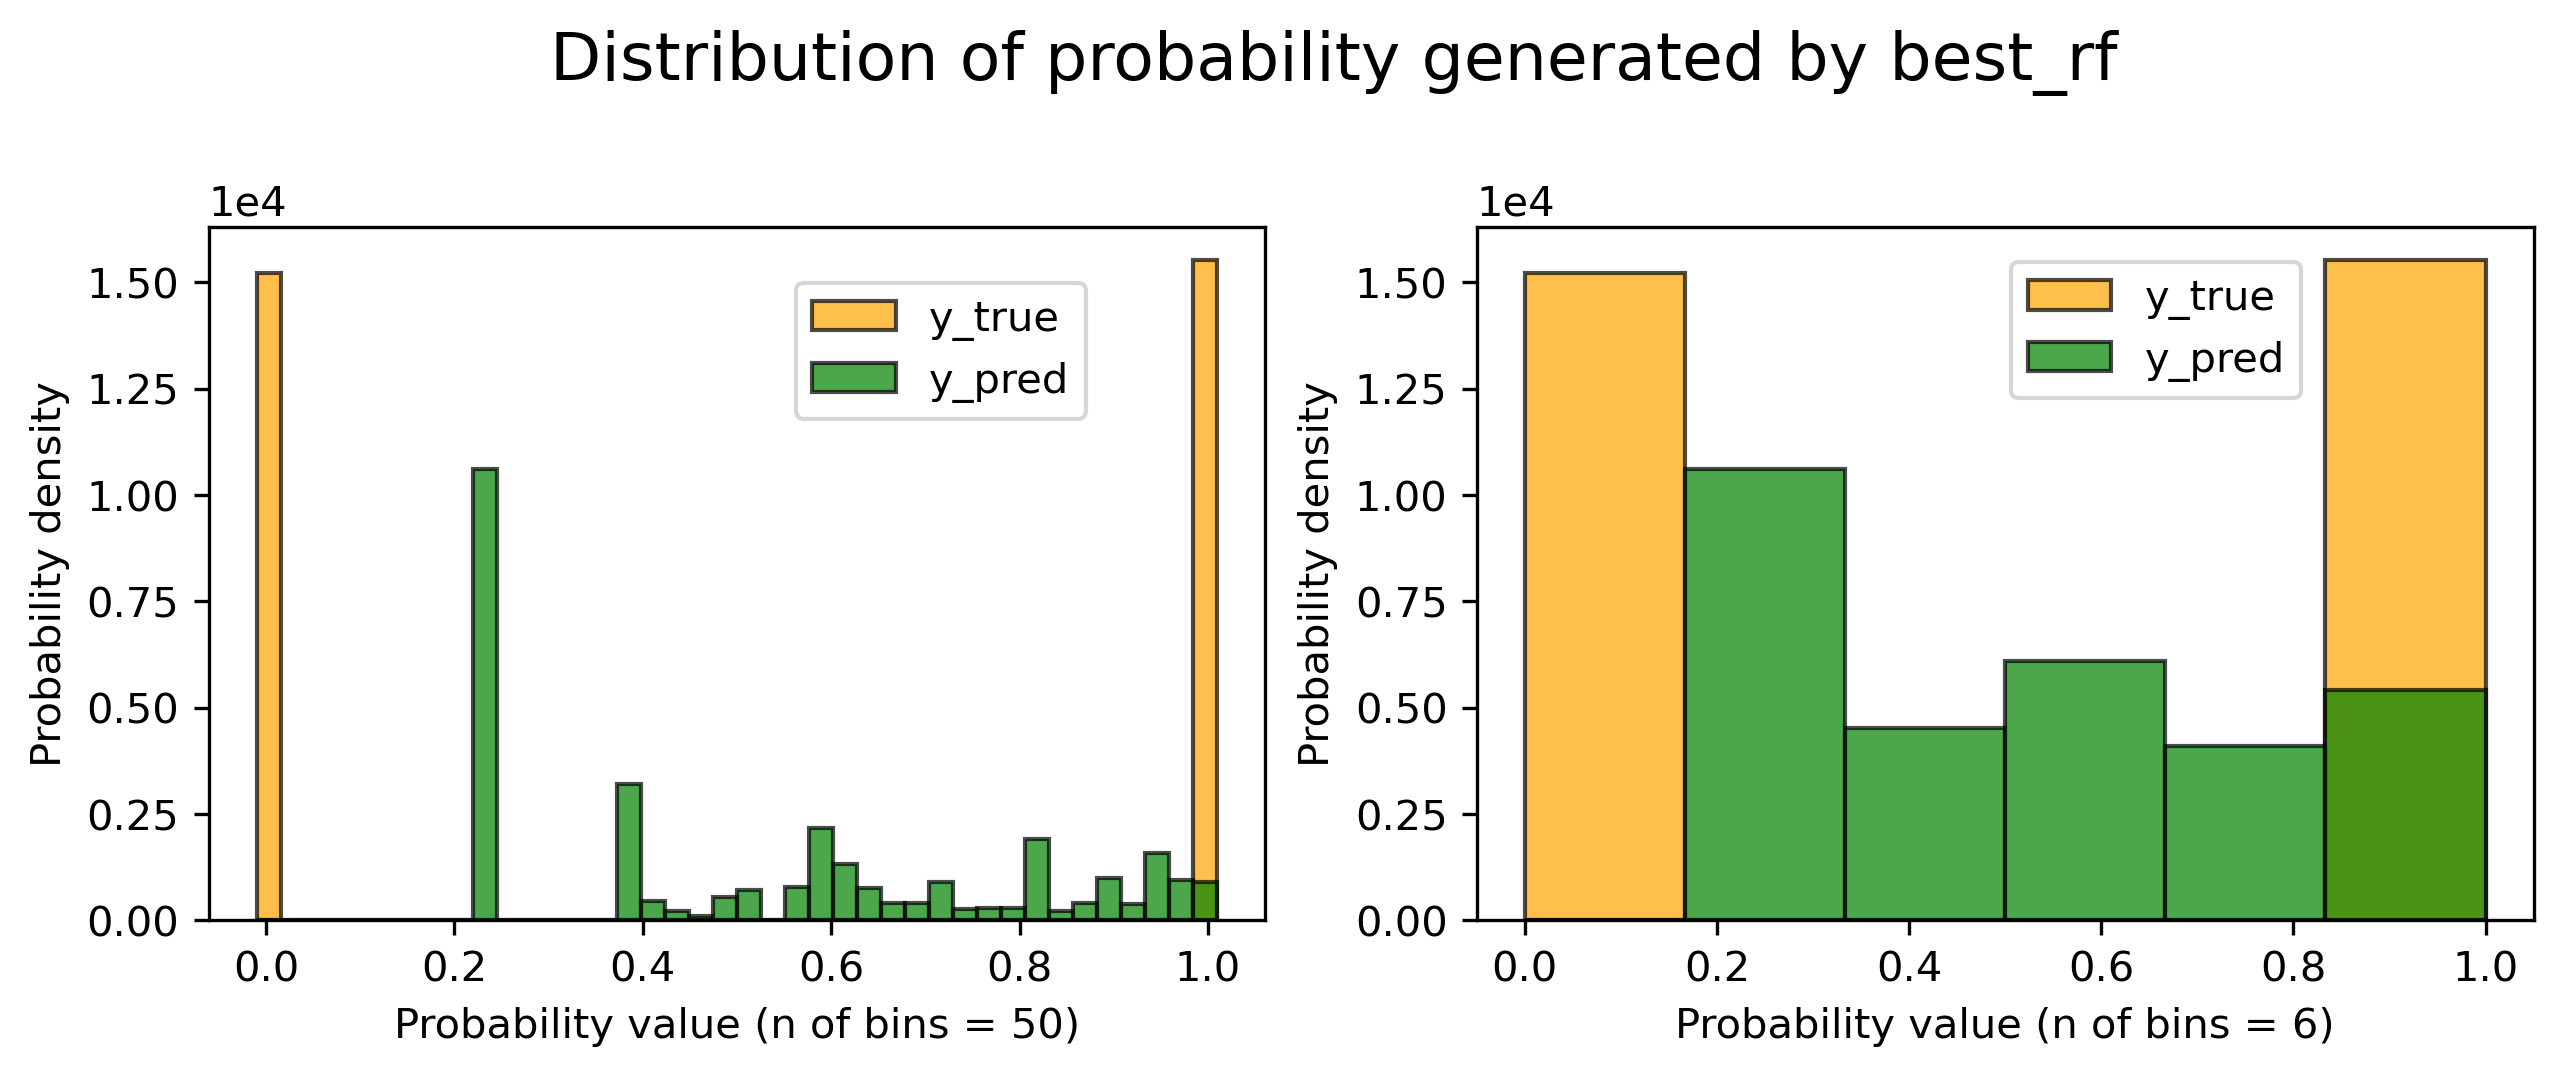 Distribution of probability generated by best_rf
1e4
1.50
1.25
1.00
0.75
0.50
0.25
0.00
Probability density
0.0 0.2 0.4 0.6 0.8 1.0
Probability value (n of bins = 50)
y_true
y_pred
1e4
1.50
1.25
1.00
0.75
0.50
0.25
0.00
Probability density
0.0 0.2 0.4 0.6 0.8 1.0
Probability value (n of bins = 6)
y_true
y_pred